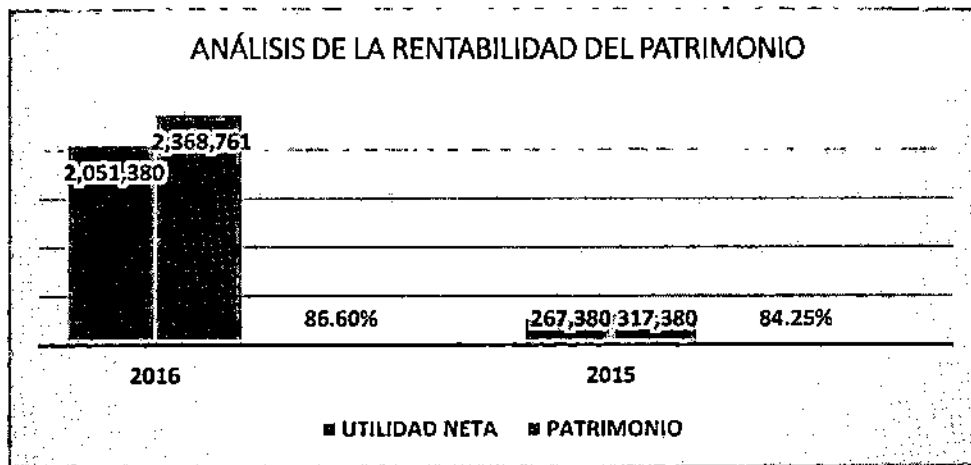 ANÁLISIS DE LA RENTABILIDAD DEL PATRIMONIO
2,368,761
2,051,380
86.60%
267,380 317,380
84.25%
2016
2015
UTILIDAD NETA
PATRIMONIO